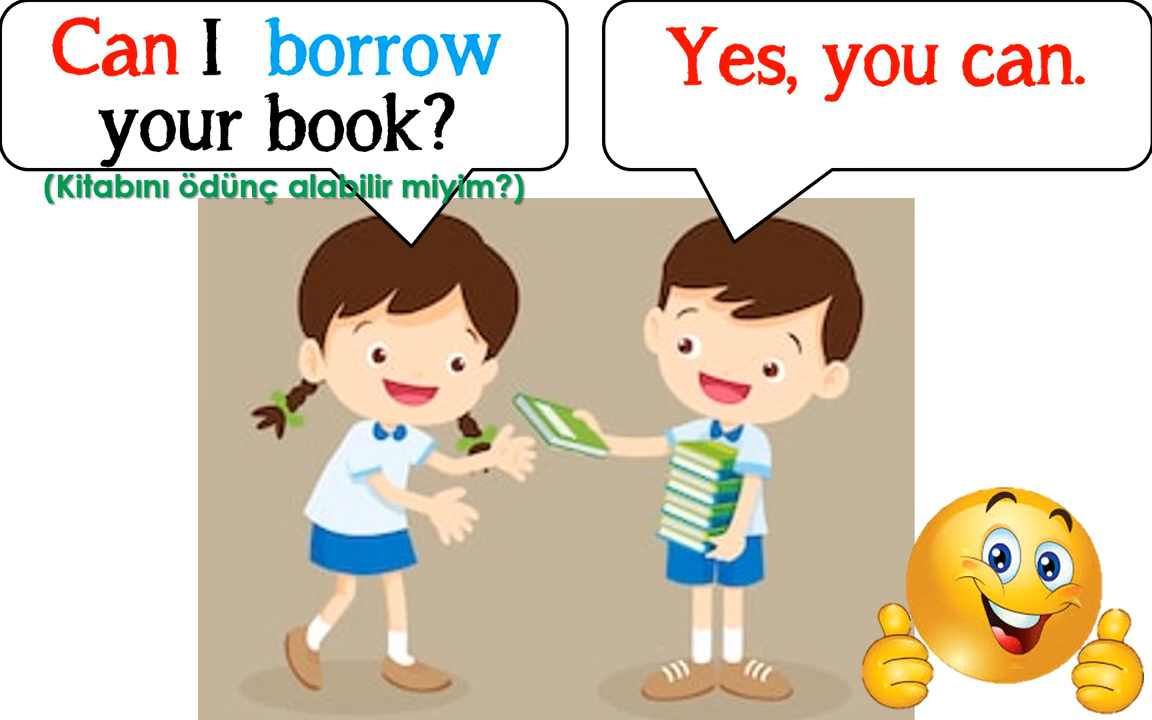 Can I borrow
your book?
(Kitabını ödünç alabilir miyim?)
Yes, you can.